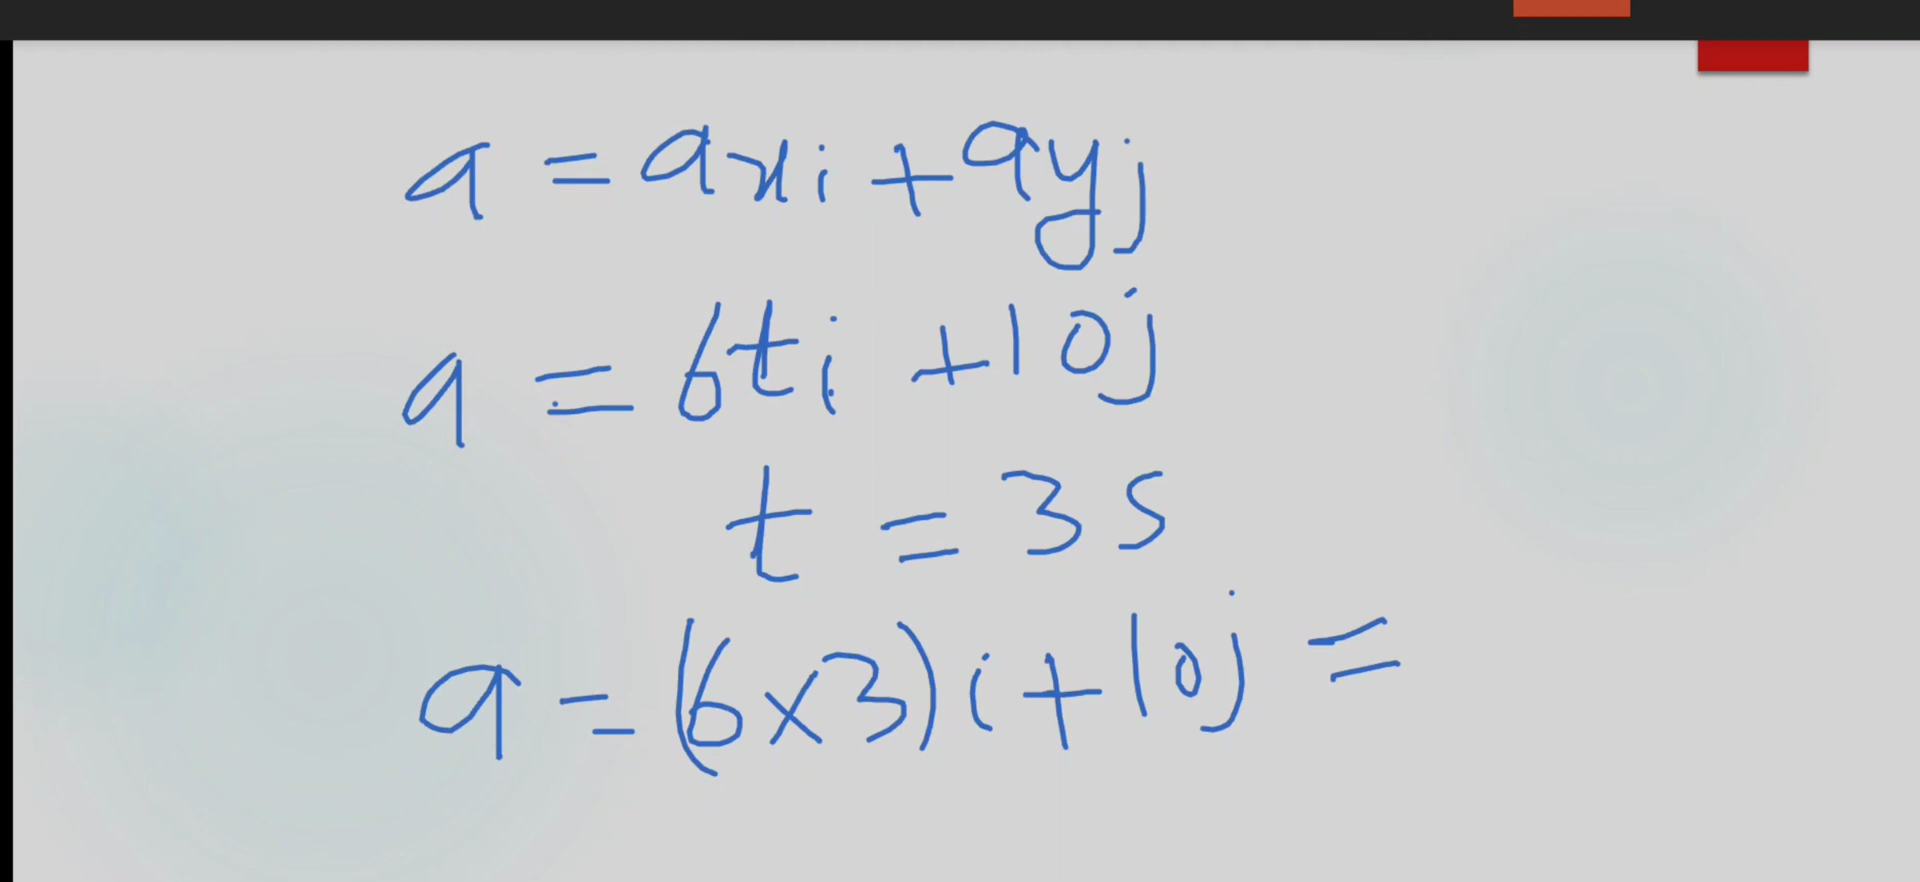 a = axi + ayj
a = 6ti + 10j
t = 3s
a = (6x3)i + 10j =